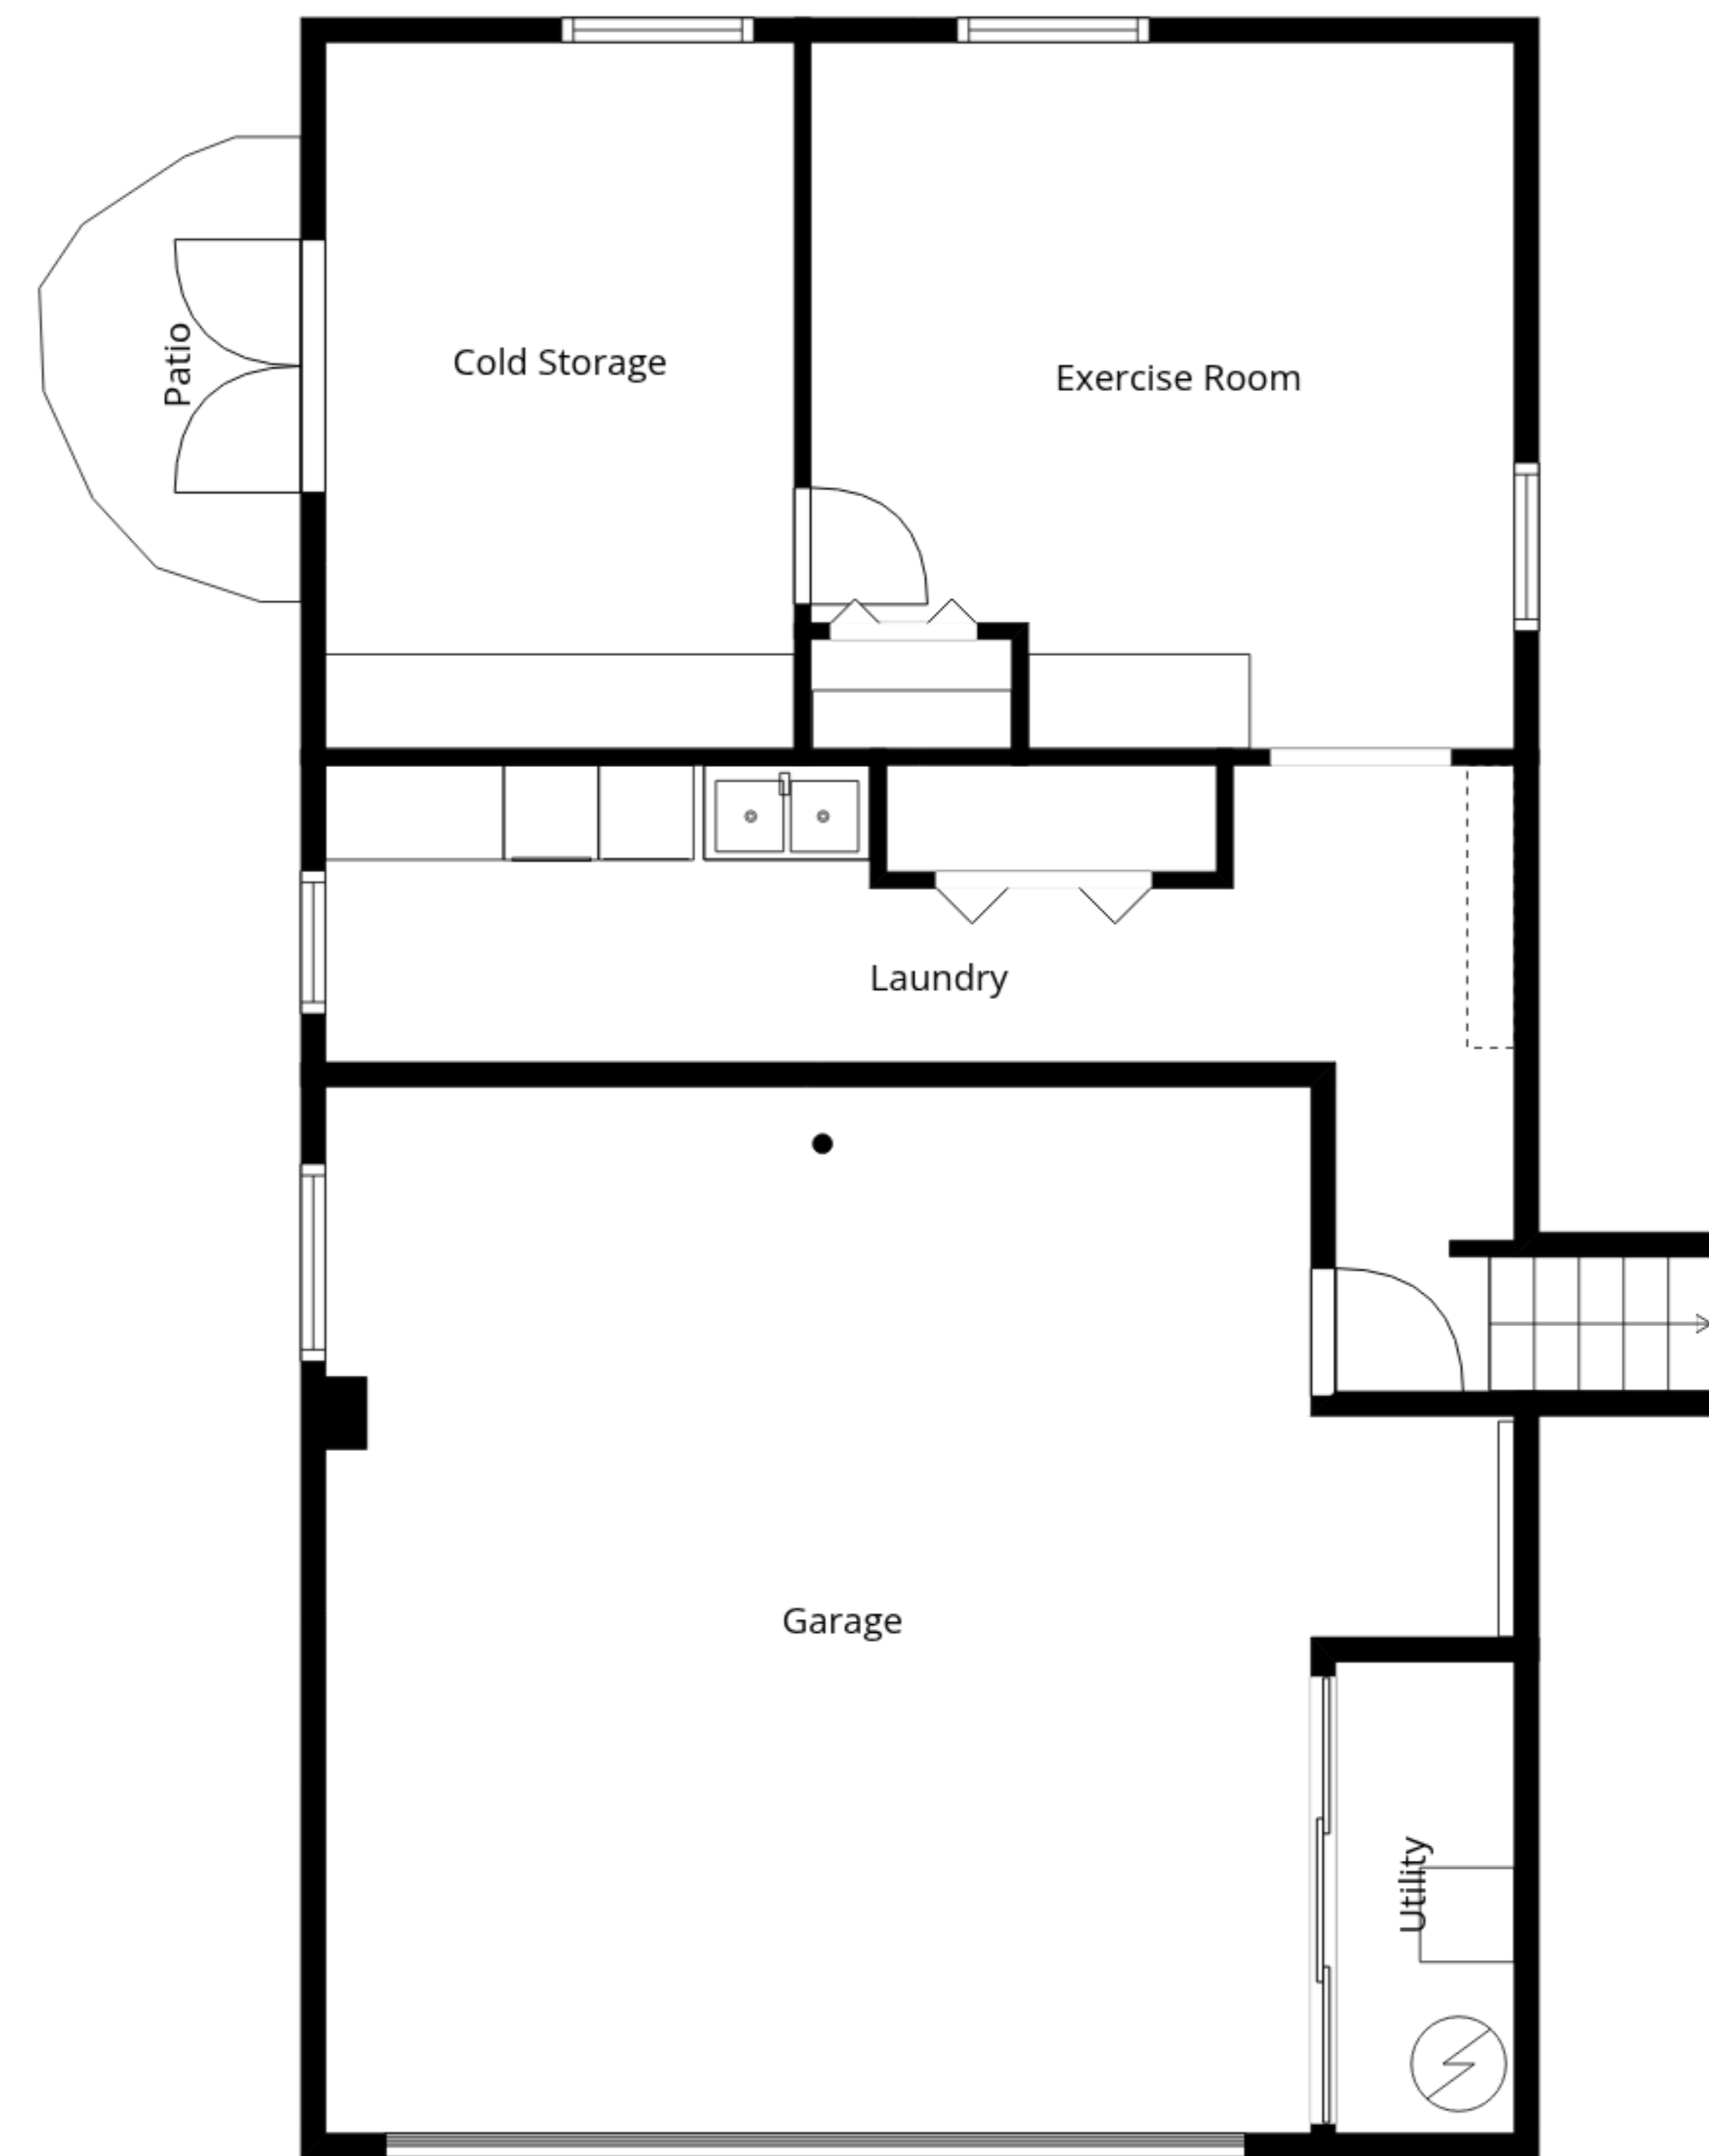 Patio
Cold Storage
Exercise Room
Laundry
Garage
Utility